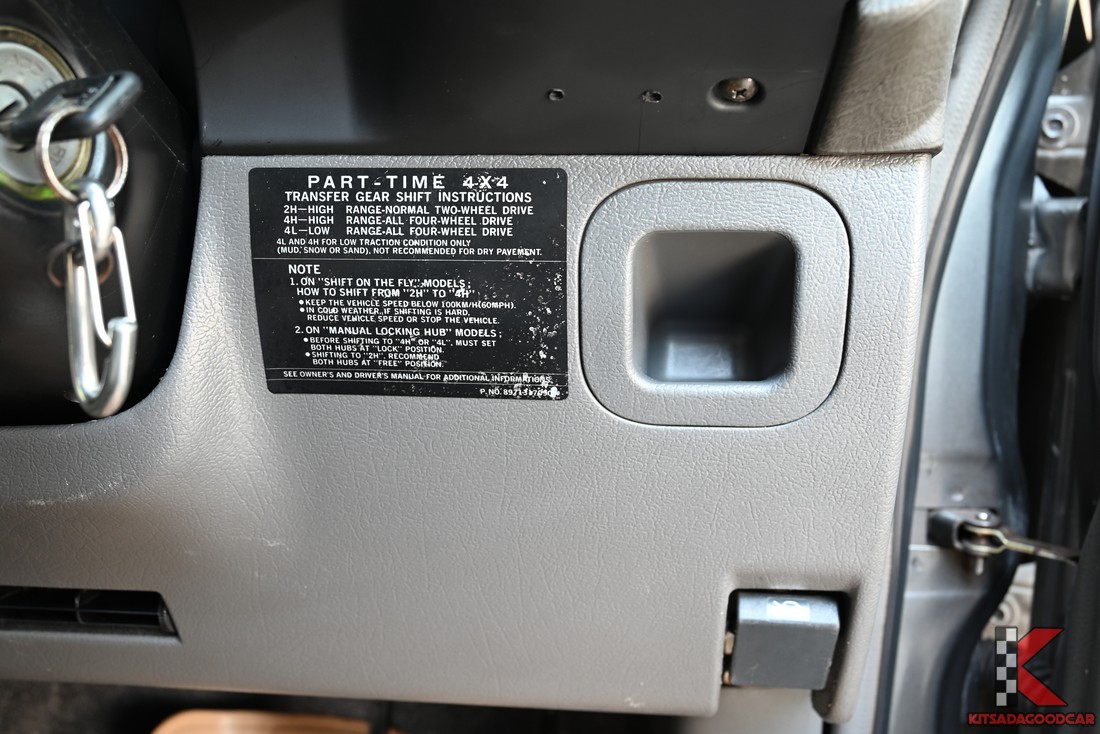 PART-TIME 4X4
TRANSFER GEAR SHIFT INSTRUCTIONS
2H—HIGH RANGE-NORMAL TWO-WHEEL DRIVE
4H—HIGH RANGE-ALL FOUR-WHEEL DRIVE
4L—LOW RANGE-ALL FOUR-WHEEL DRIVE
4L AND 4H FOR LOW TRACTION CONDITION ONLY
(MUD, SNOW OR SAND), NOT RECOMMENDED FOR DRY PAVEMENT.
NOTE
1. ON "SHIFT ON THE FLY" MODELS;
HOW TO SHIFT FROM "2H" TO "4H"
●KEEP THE VEHICLE SPEED BELOW 100KM/H(60MPH).
●IN COLD WEATHER, IF SHIFTING IS HARD,
REDUCE VEHICLE SPEED OR STOP THE VEHICLE.
2. ON "MANUAL LOCKING HUB" MODELS;
●BEFORE SHIFTING TO "4H" OR "4L", MUST SET
BOTH HUBS AT "LOCK" POSITION.
●SHIFTING TO "2H", RECOMMEND
BOTH HUBS AT "FREE" POSITION.
SEE OWNER'S AND DRIVER'S MANUAL FOR ADDITIONAL INFORMATIONS.
P. NO.
K
KITSADAGOODCAR